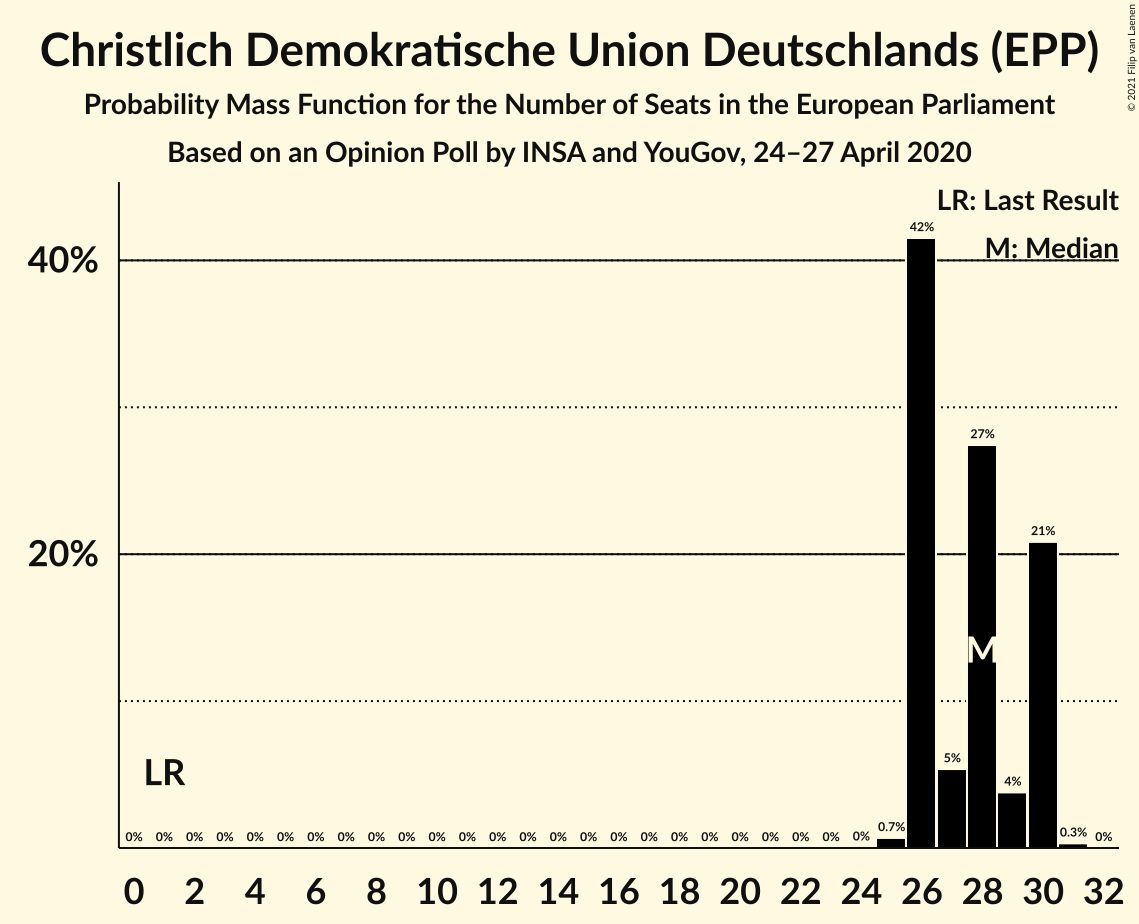 Christlich Demokratische Union Deutschlands (EPP)
Probability Mass Function for the Number of Seats in the European Parliament
Based on an Opinion Poll by INSA and YouGov, 24–27 April 2020
© 2021 Filip van Laenen
LR: Last Result
M: Median
42%
40%
27%
21%
20%
M
LR
5%
4%
0% 0% 0% 0% 0% 0% 0% 0% 0% 0% 0% 0% 0% 0% 0% 0% 0% 0% 0% 0% 0% 0% 0% 0% 0% 0.7% 0.3% 0%
0 2 4 6 8 10 12 14 16 18 20 22 24 26 28 30 32